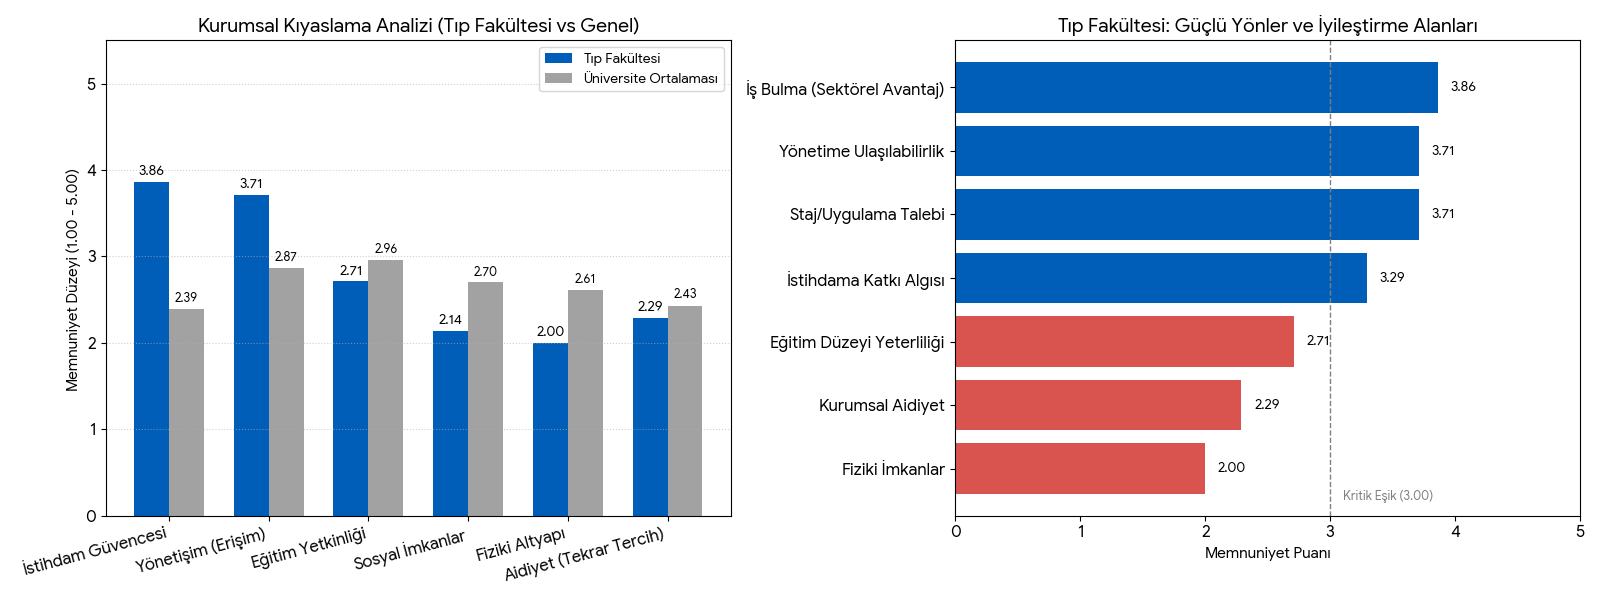 Kurumsal Kıyaslama Analizi (Tıp Fakültesi vs Genel)
Memnuniyet Düzeyi (1.00 - 5.00)
5
4
3
2
1
0
Tıp Fakültesi
Üniversite Ortalaması
3.86
2.39
3.71
2.87
2.71
2.96
2.14
2.70
2.00
2.61
2.29
2.43
İstihdam Güvencesi
Yönetişim (Erişim)
Eğitim Yetkinliği
Sosyal İmkanlar
Fiziki Altyapı
Aidiyet (Tekrar Tercih)
Tıp Fakültesi: Güçlü Yönler ve İyileştirme Alanları
İş Bulma (Sektörel Avantaj) 3.86
Yönetime Ulaşılabilirlik 3.71
Staj/Uygulama Talebi 3.71
İstihdama Katkı Algısı 3.29
Eğitim Düzeyi Yeterliliği 2.71
Kurumsal Aidiyet 2.29
Fiziki İmkanlar 2.00
Kritik Eşik (3.00)
0 1 2 3 4 5
Memnuniyet Puanı